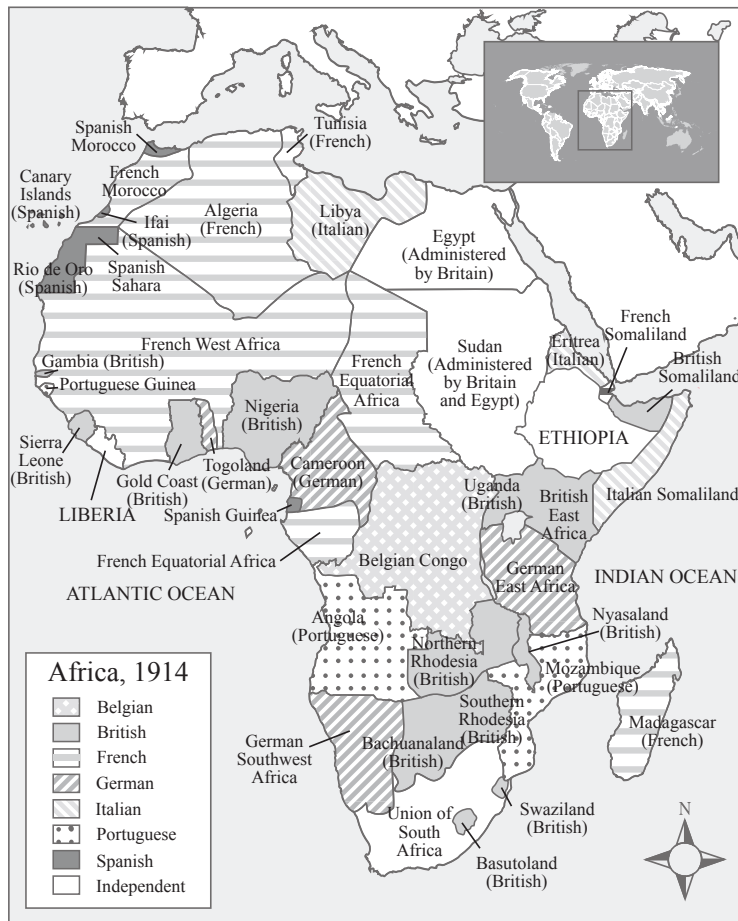 Spanish
Morocco
Tunisia
(French)
French
Morocco
Canary
Islands
(Spanish)
Ifai
(Spanish)
Algeria
(French)
Libya
(Italian)
Egypt
(Administered
by Britain)
Rio de Oro
(Spanish)
Spanish
Sahara
French West Africa
Gambia (British)
Portuguese Guinea
French
Equatorial
Africa
Sudan
(Administered
by Britain
and Egypt)
Eritrea
(Italian)
French
Somaliland
British
Somaliland
Nigeria
(British)
ETHIOPIA
Sierra
Leone
(British)
LIBERIA
Gold Coast
(British)
Togoland
(German)
Cameroon
(German)
Spanish Guinea
French Equatorial Africa
Uganda
(British)
British
East
Africa
Italian Somaliland
Belgian Congo
German
East Africa
ATLANTIC OCEAN
INDIAN OCEAN
Angola
(Portuguese)
Nyasaland
(British)
Northern
Rhodesia
(British)
Mozambique
(Portuguese)
Southern
Rhodesia
(British)
Madagascar
(French)
German
Southwest
Africa
Bachuanaland
(British)
Swaziland
(British)
Union of
South
Africa
Basutoland
(British)
Africa, 1914
Belgian
British
French
German
Italian
Portuguese
Spanish
Independent
N